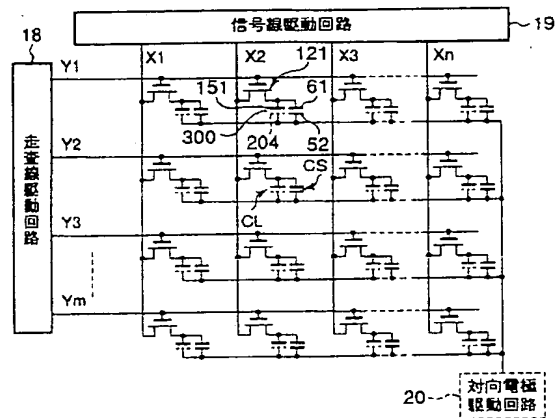 18
信号線駆動回路
19
X1 X2 121 X3 Xn
Y1
151 61
300 204 52
走査線駆動回路
Y2
CS
CL
Y3
Ym
20
対向電極
駆動回路